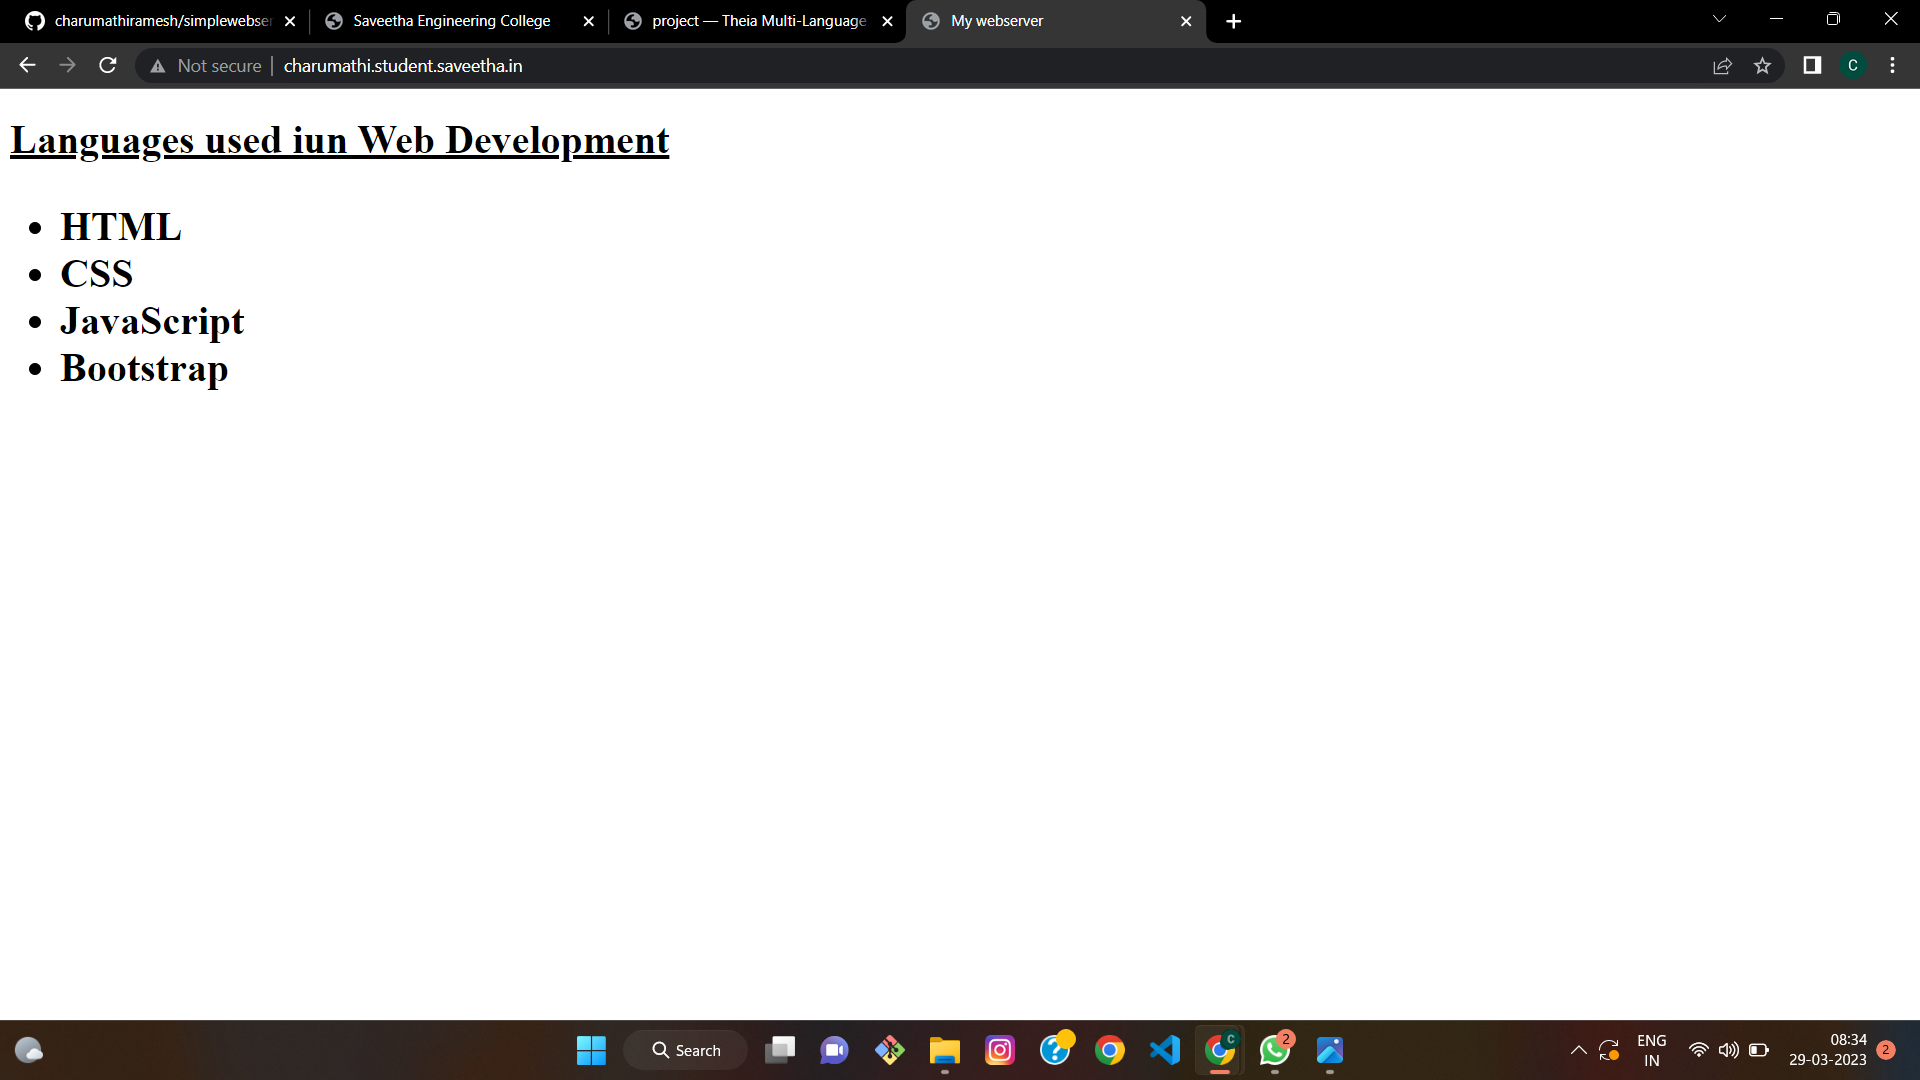 charumathiramesh/simplewebser
Saveetha Engineering College
project — Theia Multi-Language
My webserver
Not secure
charumathi.student.saveetha.in
C
Languages used iun Web Development
HTML
CSS
JavaScript
Bootstrap
Search
C
2
ENG
IN
08:34
29-03-2023
2